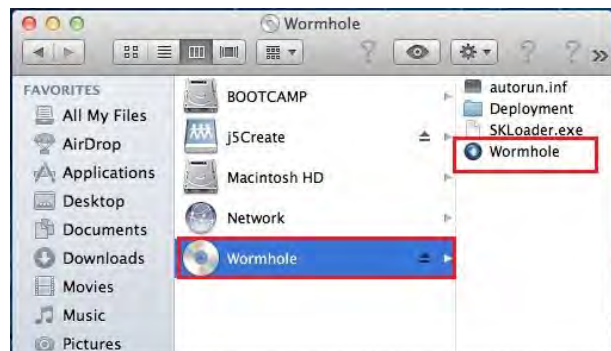 Wormhole
FAVORITES
All My Files
AirDrop
Applications
Desktop
Documents
Downloads
Movies
Music
Pictures
BOOTCAMP
j5Create
Macintosh HD
Network
Wormhole
autorun.inf
Deployment
SKLoader.exe
Wormhole